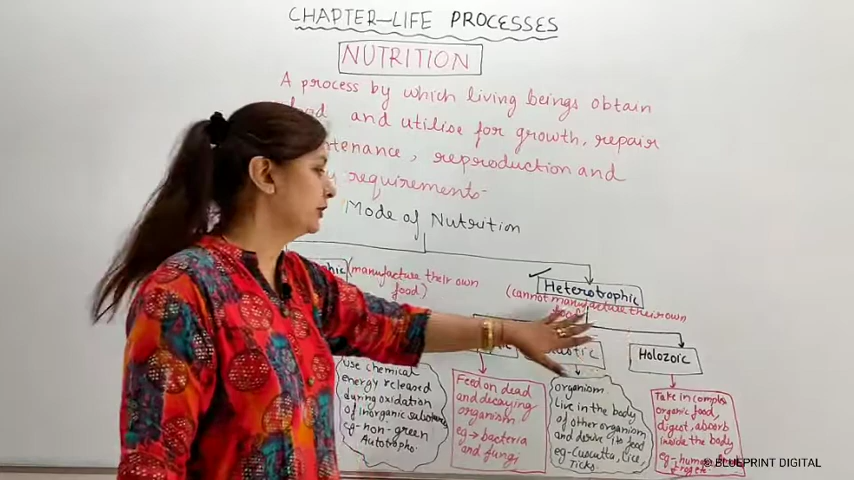 CHAPTER-LIFE PROCESSES
NUTRITION
A process by which living beings obtain
and utilise for growth, repair
, reproduction and
requirements-
Mode of Nutrition
(manufacture their own
food)
Heterotrophic
(cannot manufacture their own
Holozoic
use chemical
energy released
during oxidation
of inorganic substances
eg-non-green
Autotrophs.
Feed on dead
and decaying
organism.
eg→bacteria
and fungi
organism
live in the body
of other organism
and derive its food
eg-Cuscutta, lice,
Ticks.
Take in complex
organic food,
digest, absorb
inside the body
© BLUEPRINT DIGITAL